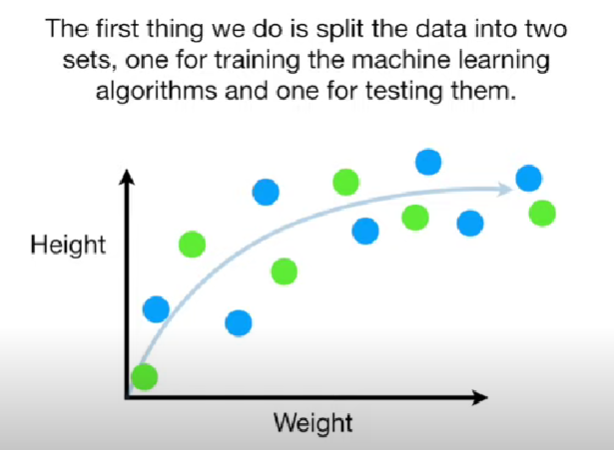 The first thing we do is split the data into two
sets, one for training the machine learning
algorithms and one for testing them.
Height
Weight